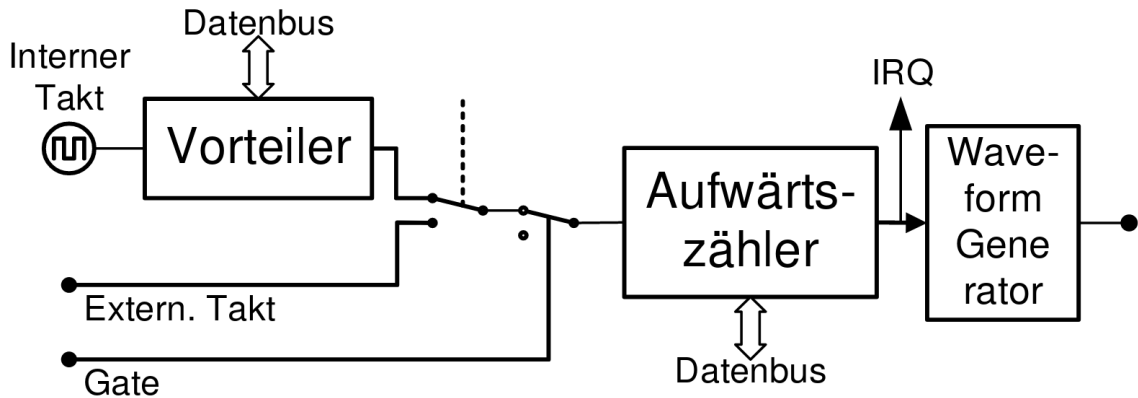 Datenbus
Interner
Takt
Vorteiler
IRQ
Aufwärts-
zähler
Wave-
form
Gene
rator
Extern. Takt
Gate
Datenbus